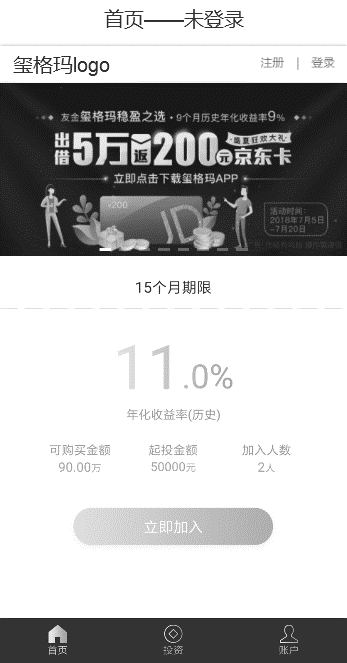 首页——未登录
玺格玛logo
注册 | 登录
友金玺格玛稳盈之选·9个月历史年化收益率9%
盛夏狂欢大礼
出借5万返200元京东卡
立即点击下载玺格玛APP
¥200
JD
活动时间：
2018年7月5日
-7月20日
15个月期限
11.0%
年化收益率(历史)
可购买金额 起投金额 加入人数
90.00万 50000元 2人
立即加入
首页 投资 账户